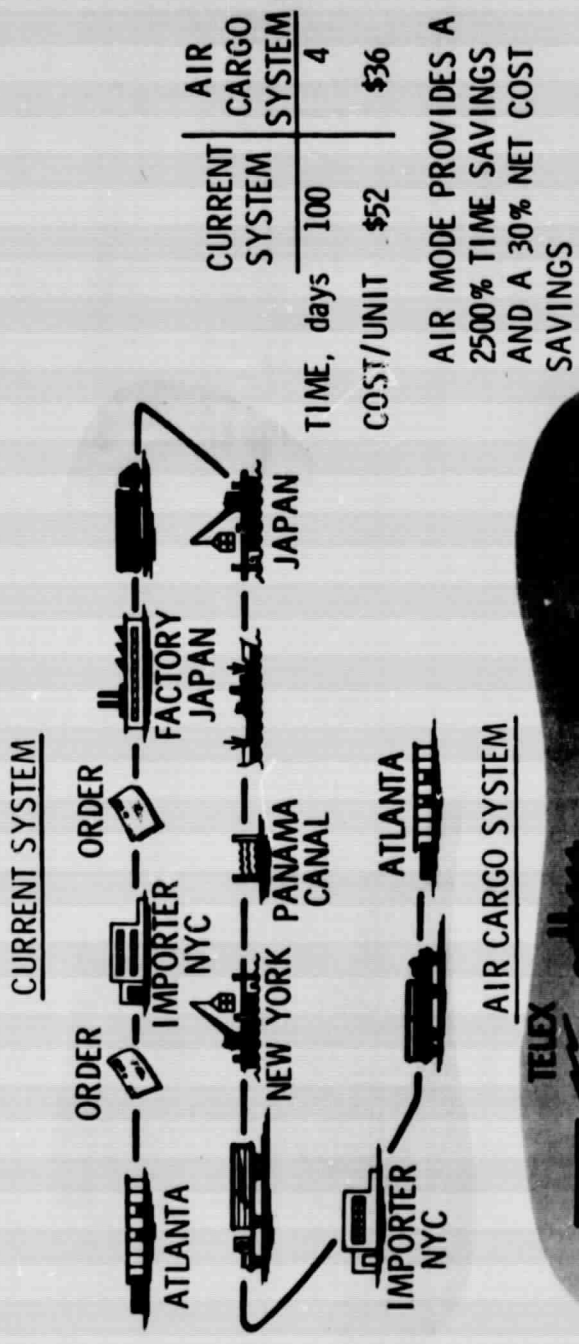 CURRENT SYSTEM
ORDER
ORDER
ATLANTA
IMPORTER
NYC
FACTORY
JAPAN
NEW YORK
PANAMA
CANAL
JAPAN
IMPORTER
NYC
ATLANTA
AIR CARGO SYSTEM
TELEX
CURRENT
SYSTEM
AIR
CARGO
SYSTEM
TIME, days 100 4
COST/UNIT $52 $36
AIR MODE PROVIDES A
2500% TIME SAVINGS
AND A 30% NET COST
SAVINGS